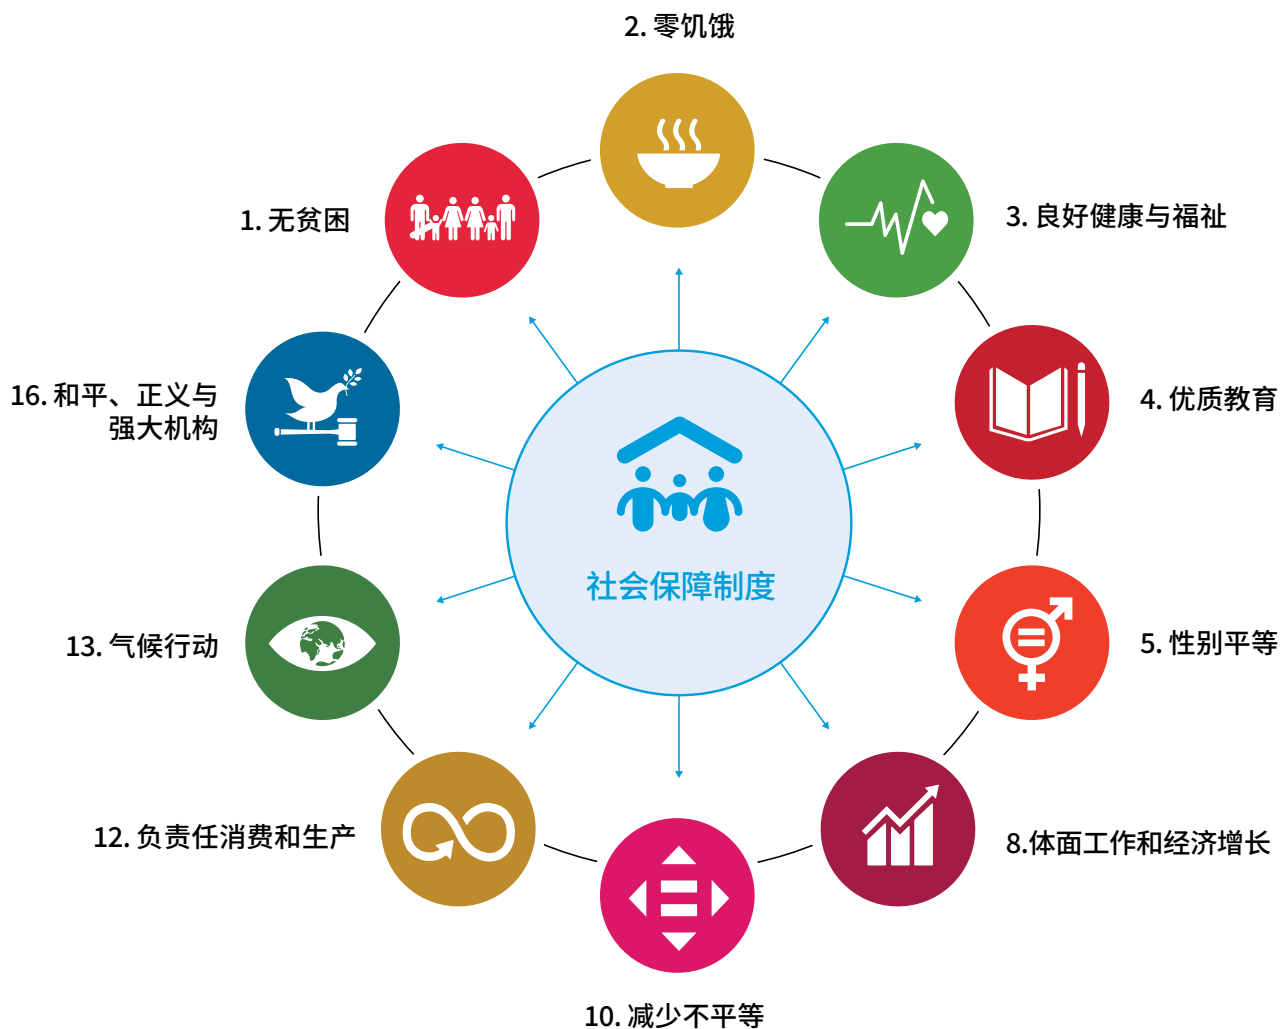 2. 零饥饿
1. 无贫困
3. 良好健康与福祉
16. 和平、正义与
强大机构
4. 优质教育
社会保障制度
13. 气候行动
5. 性别平等
12. 负责任消费和生产
8.体面工作和经济增长
10. 减少不平等